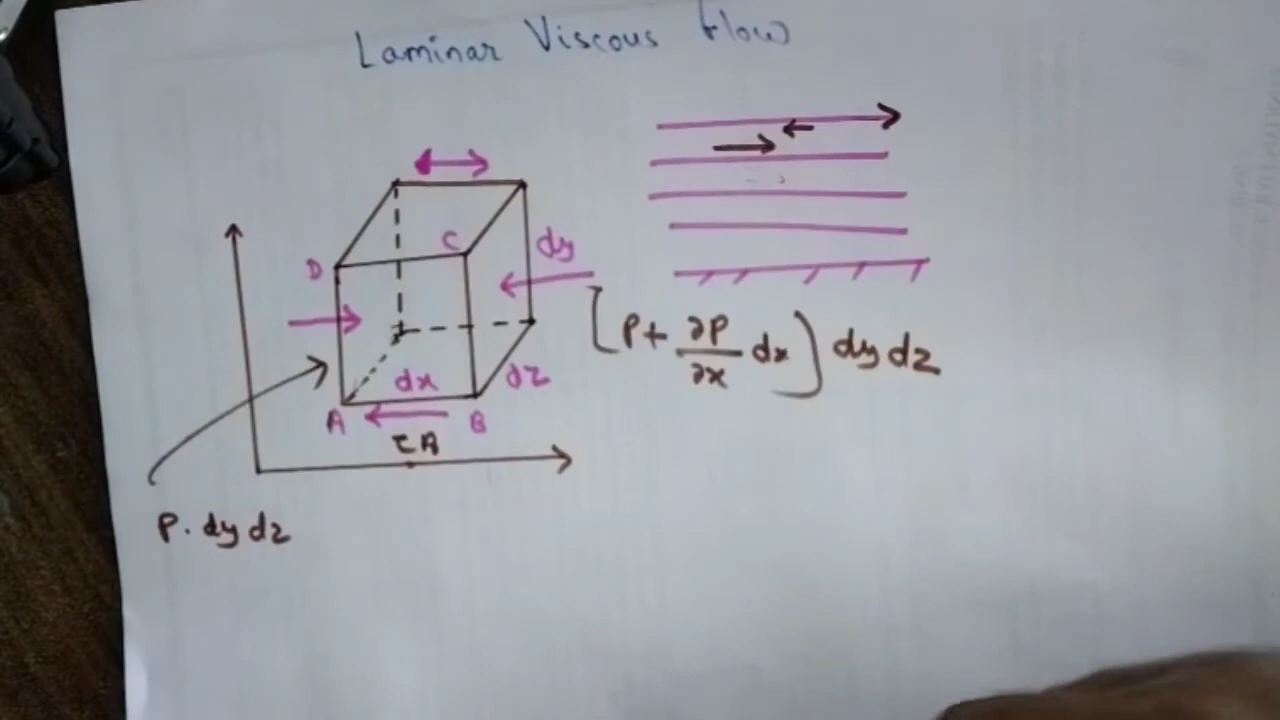 Laminar Viscous flow
dy
C
D
[P + ∂P/∂x dx] dy dz
dx
dz
A
B
τA
P. dy dz